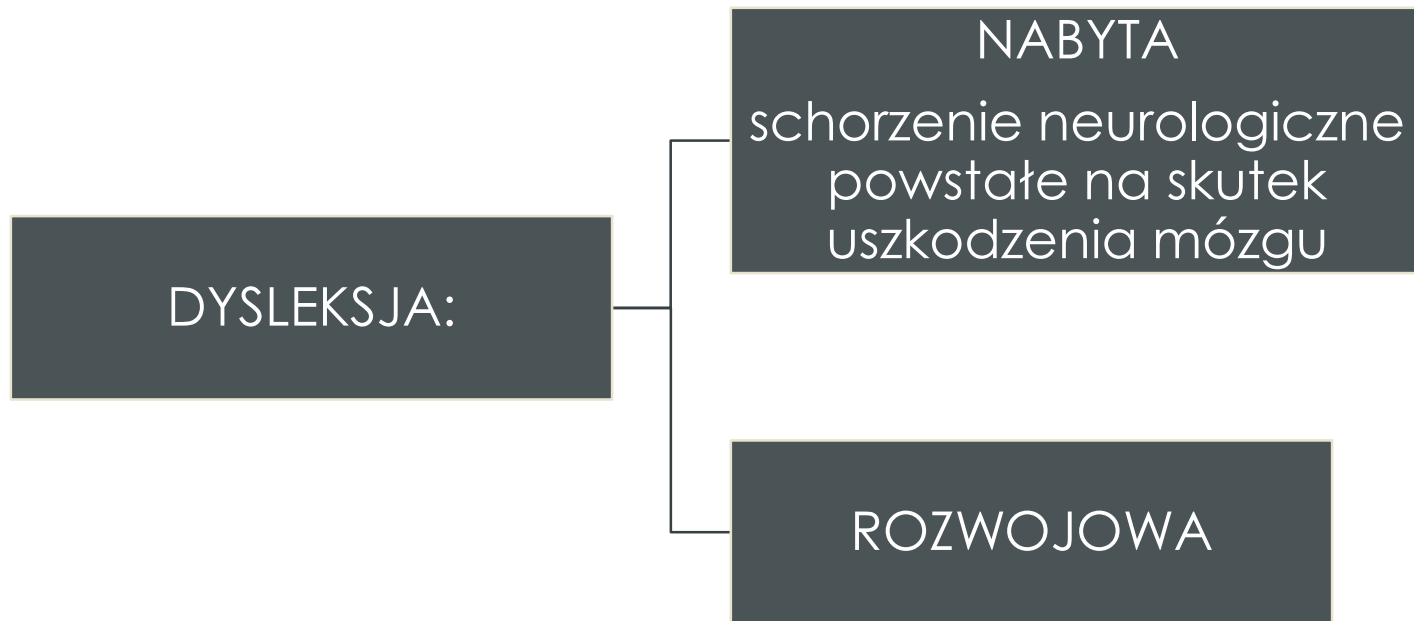 DYSLEKSJA:
NABYTA
schorzenie neurologiczne
powstałe na skutek
uszkodzenia mózgu
ROZWOJOWA